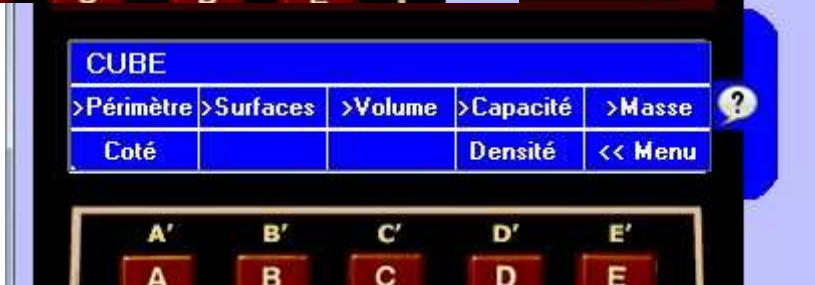 CUBE
>Périmètre >Surfaces >Volume >Capacité >Masse ?
Coté Densité << Menu
A' B' C' D' E'
A B C D E